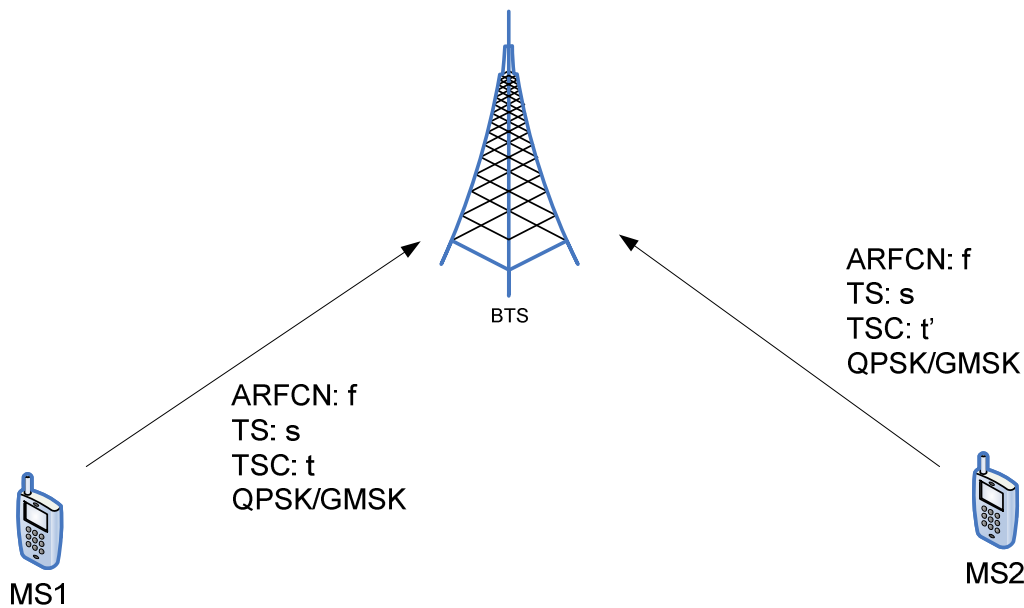 BTS
ARFCN: f
TS: s
TSC: t’
QPSK/GMSK
ARFCN: f
TS: s
TSC: t
QPSK/GMSK
MS1
MS2